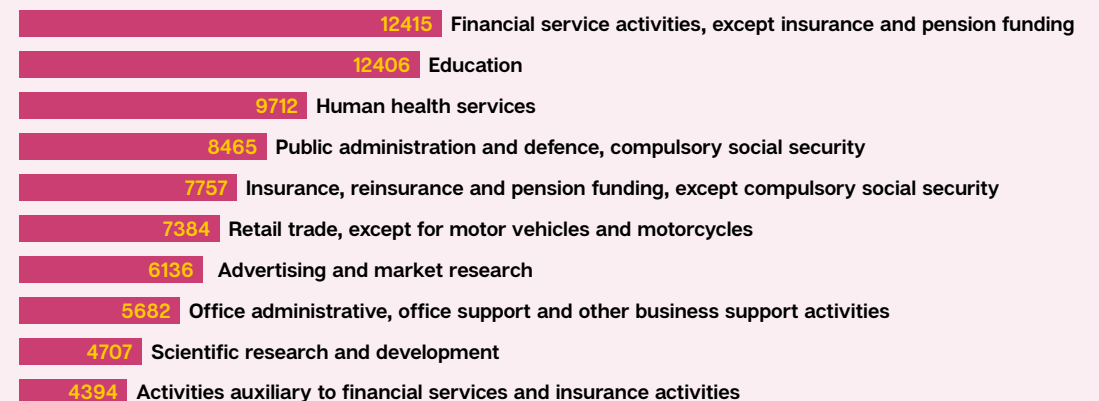 12415 Financial service activities, except insurance and pension funding
12406 Education
9712 Human health services
8465 Public administration and defence, compulsory social security
7757 Insurance, reinsurance and pension funding, except compulsory social security
7384 Retail trade, except for motor vehicles and motorcycles
6136 Advertising and market research
5682 Office administrative, office support and other business support activities
4707 Scientific research and development
4394 Activities auxiliary to financial services and insurance activities